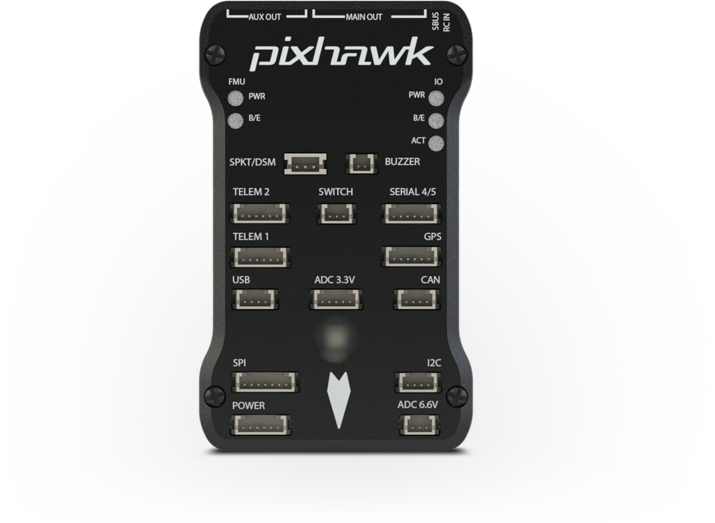 AUX OUT MAIN OUT SBUS
RC IN
pixhawk
FMU IO
PWR PWR
B/E B/E
ACT
SPKT/DSM BUZZER
TELEM 2 SWITCH SERIAL 4/5
TELEM 1 GPS
USB ADC 3.3V CAN
SPI I2C
POWER ADC 6.6V